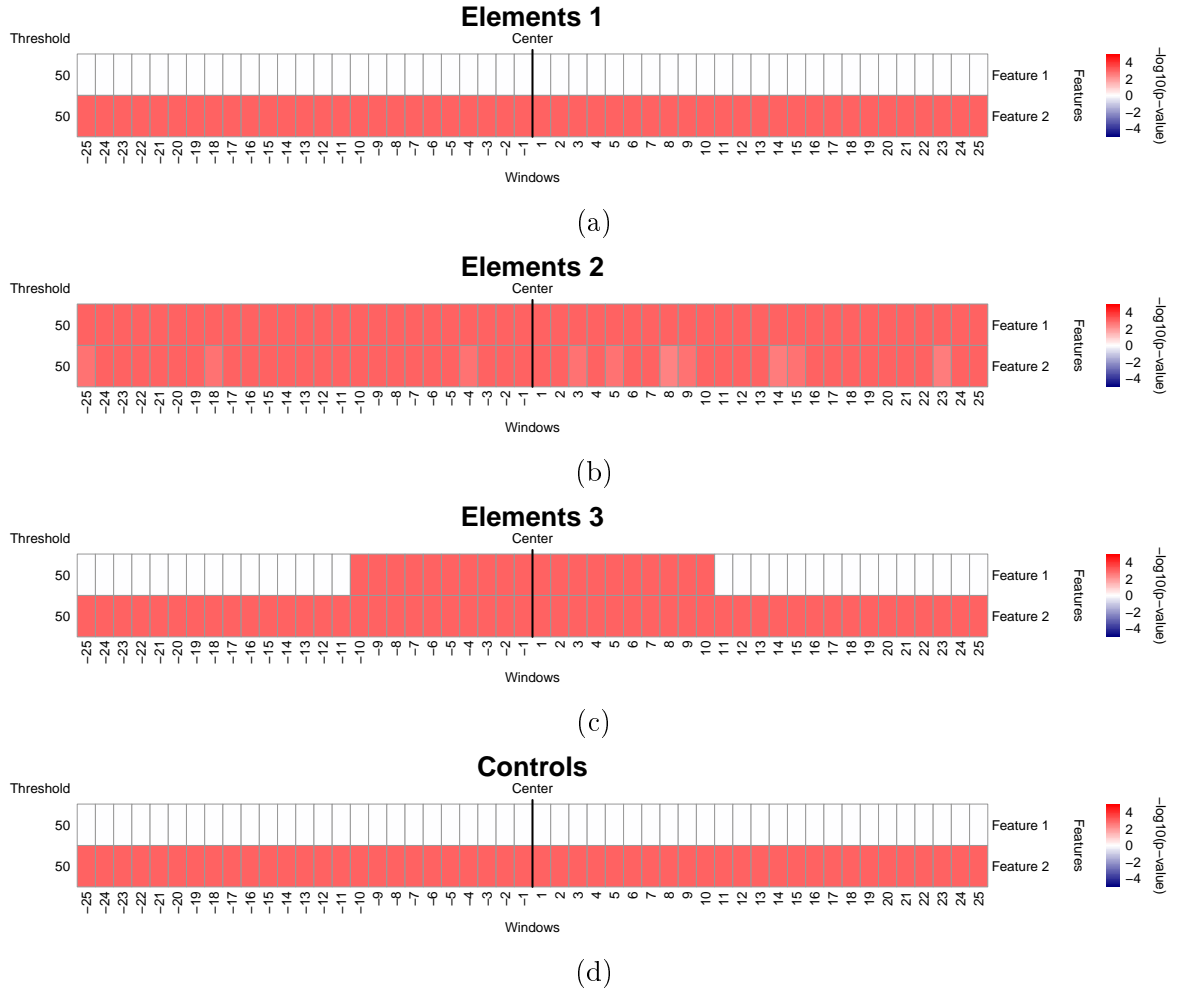 Elements 1
Threshold Center
50 Feature 1
50 Feature 2
−25 −24 −23 −22 −21 −20 −19 −18 −17 −16 −15 −14 −13 −12 −11 −10 −9 −8 −7 −6 −5 −4 −3 −2 −1 1 2 3 4 5 6 7 8 9 10 11 12 13 14 15 16 17 18 19 20 21 22 23 24 25
Windows
Features
4
2
0
−2
−4
−log10(p−value)
(a)
Elements 2
Threshold Center
50 Feature 1
50 Feature 2
−25 −24 −23 −22 −21 −20 −19 −18 −17 −16 −15 −14 −13 −12 −11 −10 −9 −8 −7 −6 −5 −4 −3 −2 −1 1 2 3 4 5 6 7 8 9 10 11 12 13 14 15 16 17 18 19 20 21 22 23 24 25
Windows
Features
4
2
0
−2
−4
−log10(p−value)
(b)
Elements 3
Threshold Center
50 Feature 1
50 Feature 2
−25 −24 −23 −22 −21 −20 −19 −18 −17 −16 −15 −14 −13 −12 −11 −10 −9 −8 −7 −6 −5 −4 −3 −2 −1 1 2 3 4 5 6 7 8 9 10 11 12 13 14 15 16 17 18 19 20 21 22 23 24 25
Windows
Features
4
2
0
−2
−4
−log10(p−value)
(c)
Controls
Threshold Center
50 Feature 1
50 Feature 2
−25 −24 −23 −22 −21 −20 −19 −18 −17 −16 −15 −14 −13 −12 −11 −10 −9 −8 −7 −6 −5 −4 −3 −2 −1 1 2 3 4 5 6 7 8 9 10 11 12 13 14 15 16 17 18 19 20 21 22 23 24 25
Windows
Features
4
2
0
−2
−4
−log10(p−value)
(d)